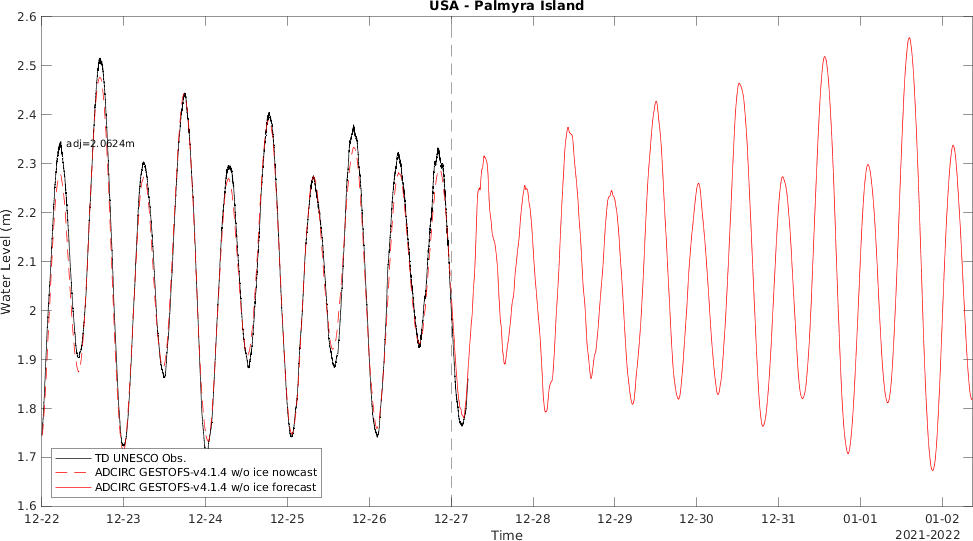 USA - Palmyra Island
2.6
2.5
2.4
2.3
2.2
2.1
2
1.9
1.8
1.7
1.6
Water Level (m)
adj=2.0624m
TD UNESCO Obs.
ADCIRC GESTOFS-v4.1.4 w/o ice nowcast
ADCIRC GESTOFS-v4.1.4 w/o ice forecast
12-22 12-23 12-24 12-25 12-26 12-27 12-28 12-29 12-30 12-31 01-01 01-02
Time
2021-2022